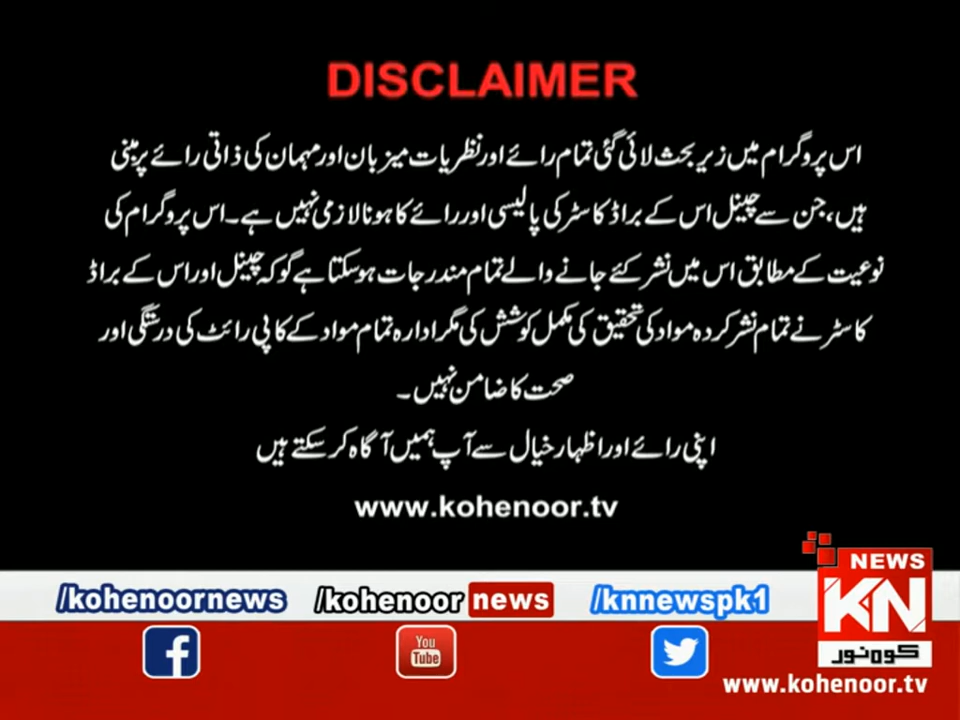 DISCLAIMER
اس پروگرام میں زیر بحث لائی گئی تمام رائے اور نظریات میزبان اور مہمان کی ذاتی رائے پر مبنی
ہیں، جن سے چینل اس کے براڈ کاسٹر کی پالیسی اور رائے کا ہونا لازمی نہیں ہے۔ اس پروگرام کی
نوعیت کے مطابق اس میں نشر کئے جانے والے تمام مندرجات ہو سکتا ہے گو کہ چینل اور اس کے براڈ
کاسٹر نے تمام نشر کردہ مواد کی تحقیق کی مکمل کوشش کی مگر ادارہ تمام مواد کے کاپی رائٹ کی درستگی اور
صحت کا ضامن نہیں۔
اپنی رائے اور اظہار خیال سے آپ ہمیں آگاہ کر سکتے ہیں
www.kohenoor.tv
NEWS
KN
کوہ نور
/kohenoornews /kohenoor news /knnewspk1
You Tube
www.kohenoor.tv